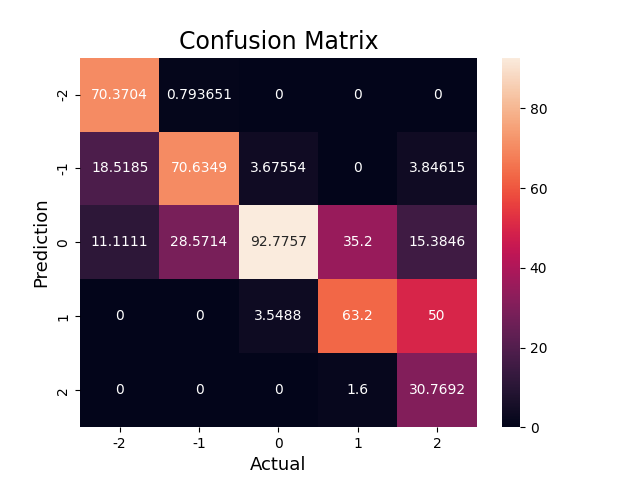 Confusion Matrix
-2 70.3704 0.793651 0 0 0
-1 18.5185 70.6349 3.67554 0 3.84615
0 11.1111 28.5714 92.7757 35.2 15.3846
1 0 0 3.5488 63.2 50
2 0 0 0 1.6 30.7692
-2 -1 0 1 2
Actual
Prediction
80
60
40
20
0